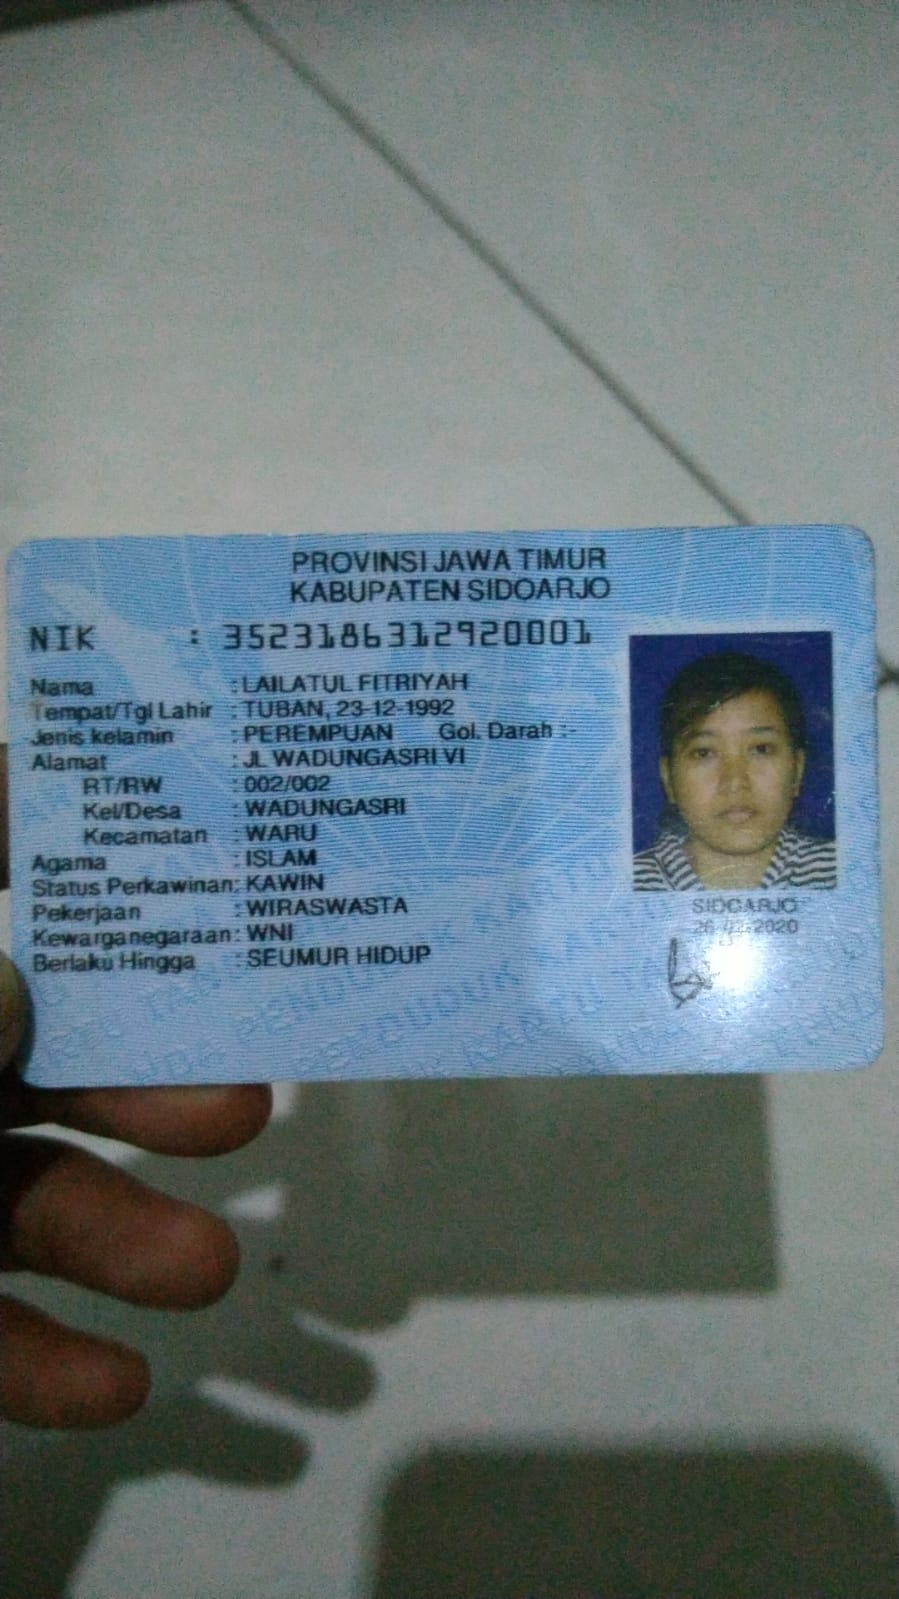 PROVINSI JAWA TIMUR
KABUPATEN SIDOARJO
NIK : 3523186312920001
Nama : LAILATUL FITRIYAH
Tempat/Tgl Lahir : TUBAN, 23-12-1992
Jenis kelamin : PEREMPUAN Gol. Darah :-
Alamat : JL WADUNGASRI VI
RT/RW : 002/002
Kel/Desa : WADUNGASRI
Kecamatan : WARU
Agama : ISLAM
Status Perkawinan: KAWIN
Pekerjaan : WIRASWASTA
Kewarganegaraan: WNI
Berlaku Hingga : SEUMUR HIDUP
SIDOARJO
2020